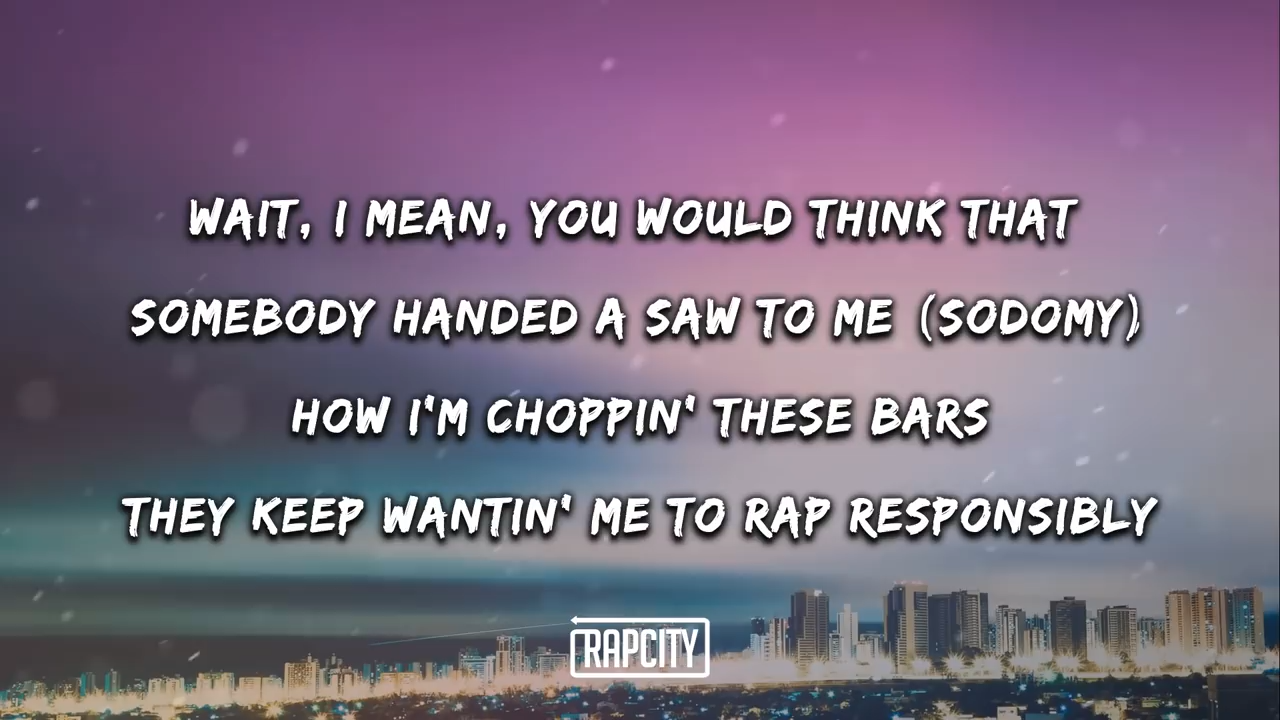 WAIT, I MEAN, YOU WOULD THINK THAT
SOMEBODY HANDED A SAW TO ME (SODOMY)
HOW I'M CHOPPIN' THESE BARS
THEY KEEP WANTIN' ME TO RAP RESPONSIBLY
RAPCITY